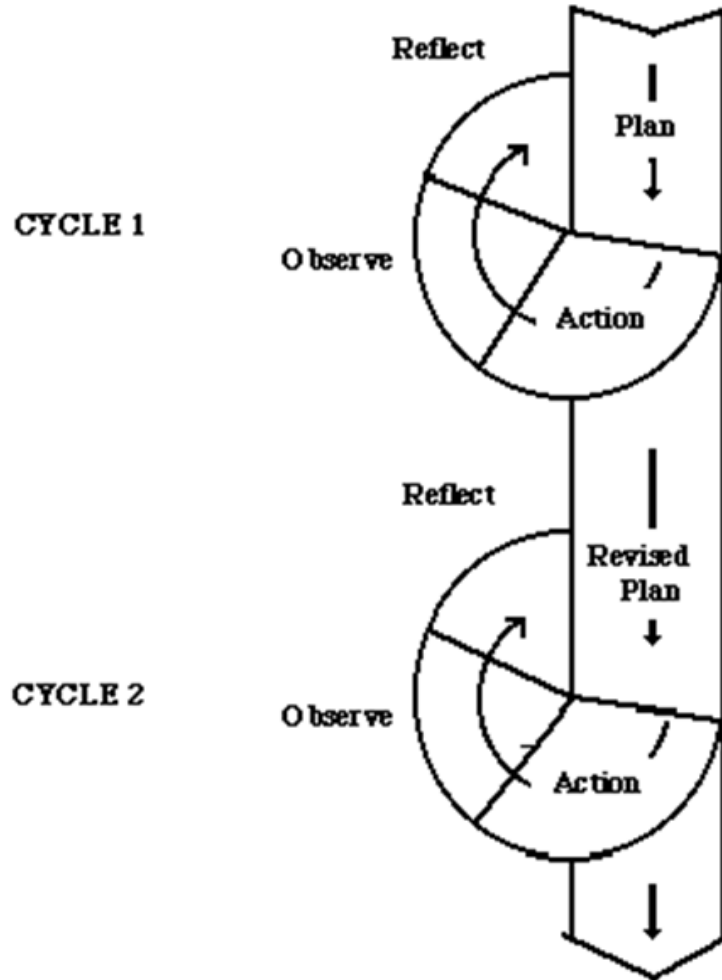 Reflect
Plan
CYCLE 1
Observe
Action
Reflect
Revised
Plan
CYCLE 2
Observe
Action